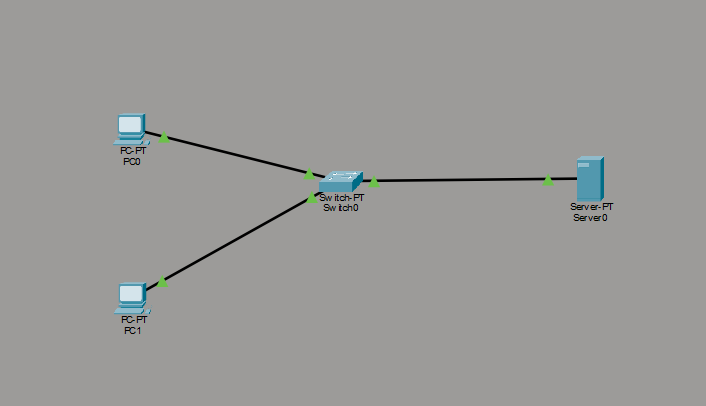 PC-PT
PC0
Switch-PT
Switch0
Server-PT
Server0
PC-PT
PC1